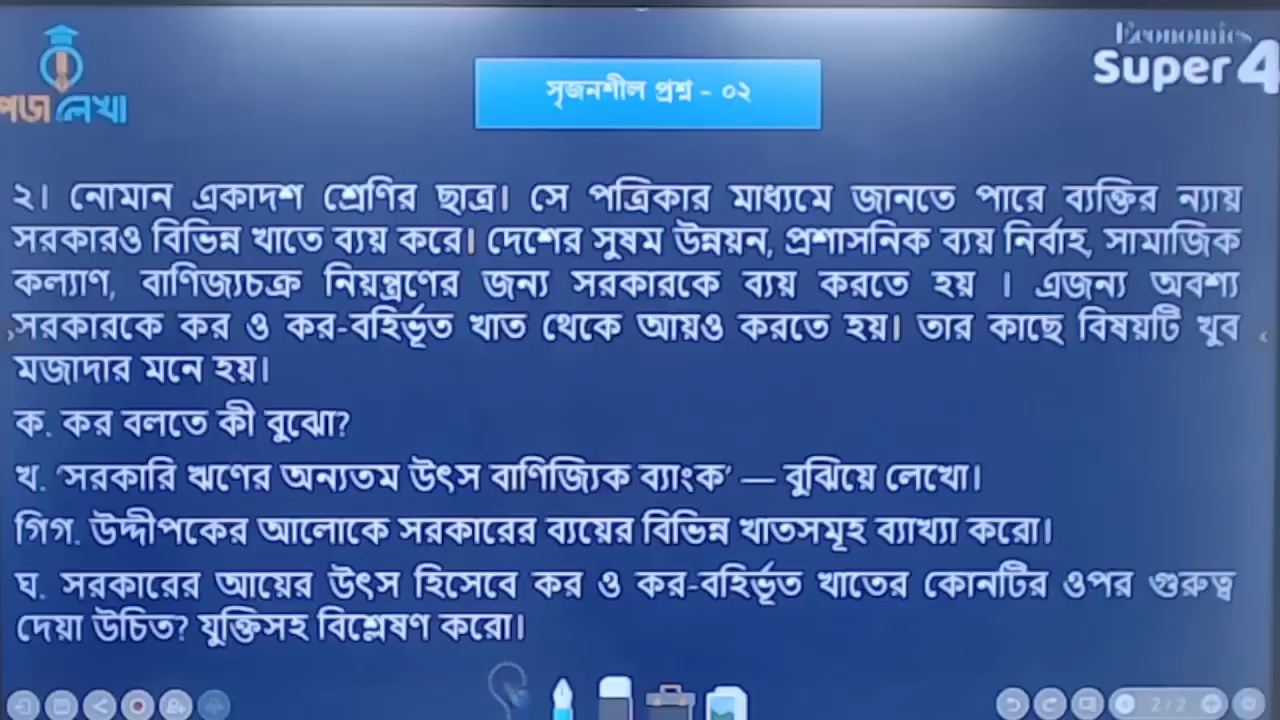 পড়া লেখা
Economics
Super 4
সৃজনশীল প্রশ্ন - ০২
২। নোমান একাদশ শ্রেণির ছাত্র। সে পত্রিকার মাধ্যমে জানতে পারে ব্যক্তির ন্যায়
সরকারও বিভিন্ন খাতে ব্যয় করে। দেশের সুষম উন্নয়ন, প্রশাসনিক ব্যয় নির্বাহ, সামাজিক
কল্যাণ, বাণিজ্যচক্র নিয়ন্ত্রণের জন্য সরকারকে ব্যয় করতে হয় । এজন্য অবশ্য
সরকারকে কর ও কর-বহির্ভূত খাত থেকে আয়ও করতে হয়। তার কাছে বিষয়টি খুব
মজাদার মনে হয়।
ক. কর বলতে কী বুঝো?
খ. ‘সরকারি ঋণের অন্যতম উৎস বাণিজ্যিক ব্যাংক’ — বুঝিয়ে লেখো।
গিগ. উদ্দীপকের আলোকে সরকারের ব্যয়ের বিভিন্ন খাতসমূহ ব্যাখ্যা করো।
ঘ. সরকারের আয়ের উৎস হিসেবে কর ও কর-বহির্ভূত খাতের কোনটির ওপর গুরুত্ব
দেয়া উচিত? যুক্তিসহ বিশ্লেষণ করো।
2 / 2